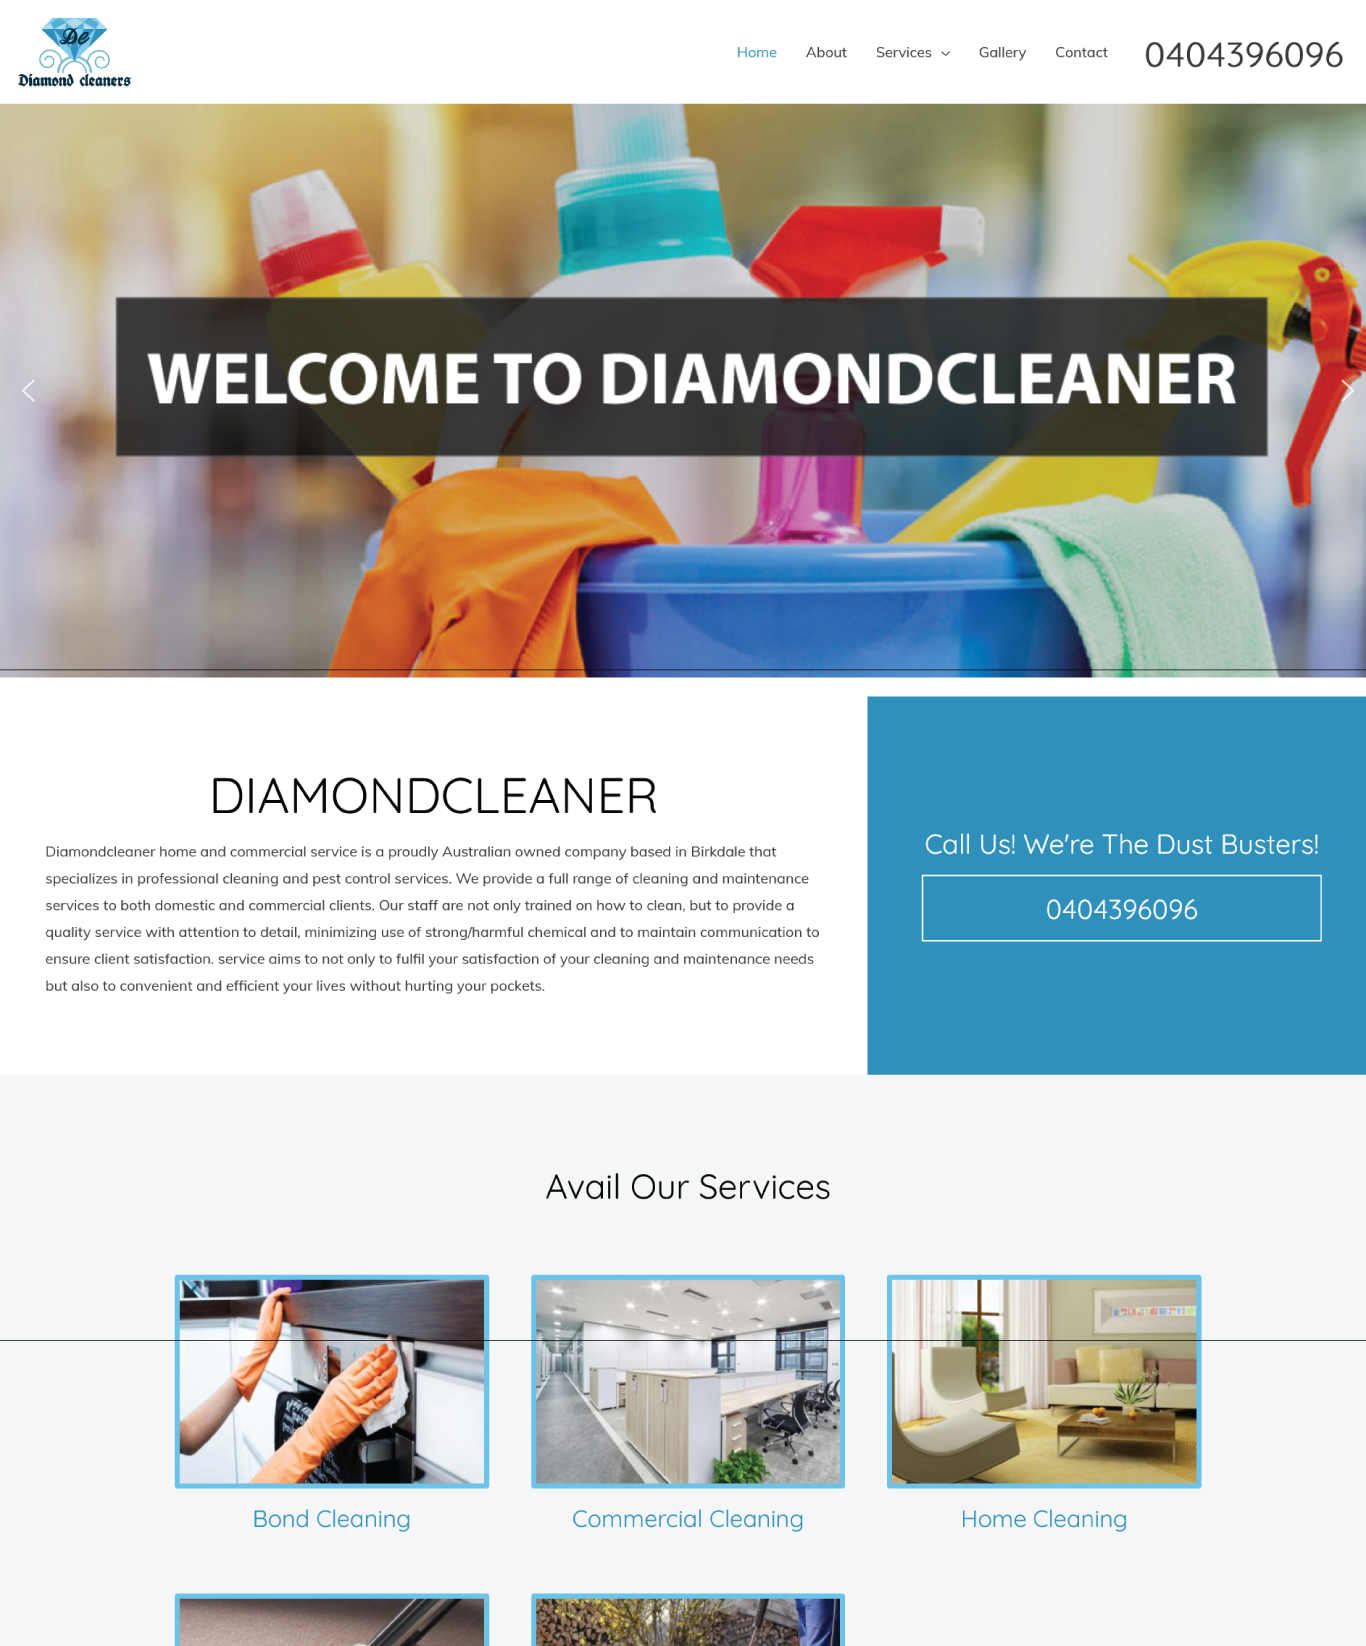 De
Diamond cleaners
Home About Services Gallery Contact 0404396096
WELCOME TO DIAMONDCLEANER
DIAMONDCLEANER
Diamondcleaner home and commercial service is a proudly Australian owned company based in Birkdale that
specializes in professional cleaning and pest control services. We provide a full range of cleaning and maintenance
services to both domestic and commercial clients. Our staff are not only trained on how to clean, but to provide a
quality service with attention to detail, minimizing use of strong/harmful chemical and to maintain communication to
ensure client satisfaction. service aims to not only to fulfil your satisfaction of your cleaning and maintenance needs
but also to convenient and efficient your lives without hurting your pockets.
Call Us! We're The Dust Busters!
0404396096
Avail Our Services
Bond Cleaning
Commercial Cleaning
Home Cleaning